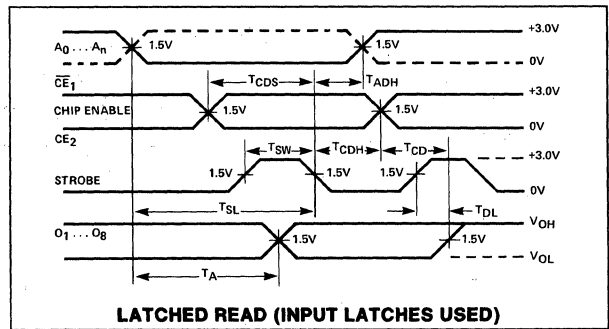 A0 ... An 1.5V 1.5V +3.0V
0V
TCDS TADH
CE1 +3.0V
CHIP ENABLE 1.5V 1.5V
CE2 0V
TSW TCDH TCD
+3.0V
1.5V 1.5V 1.5V
STROBE 0V
TSL TDL
O1 ... O8 VOH
1.5V 1.5V
VOL
TA
LATCHED READ (INPUT LATCHES USED)